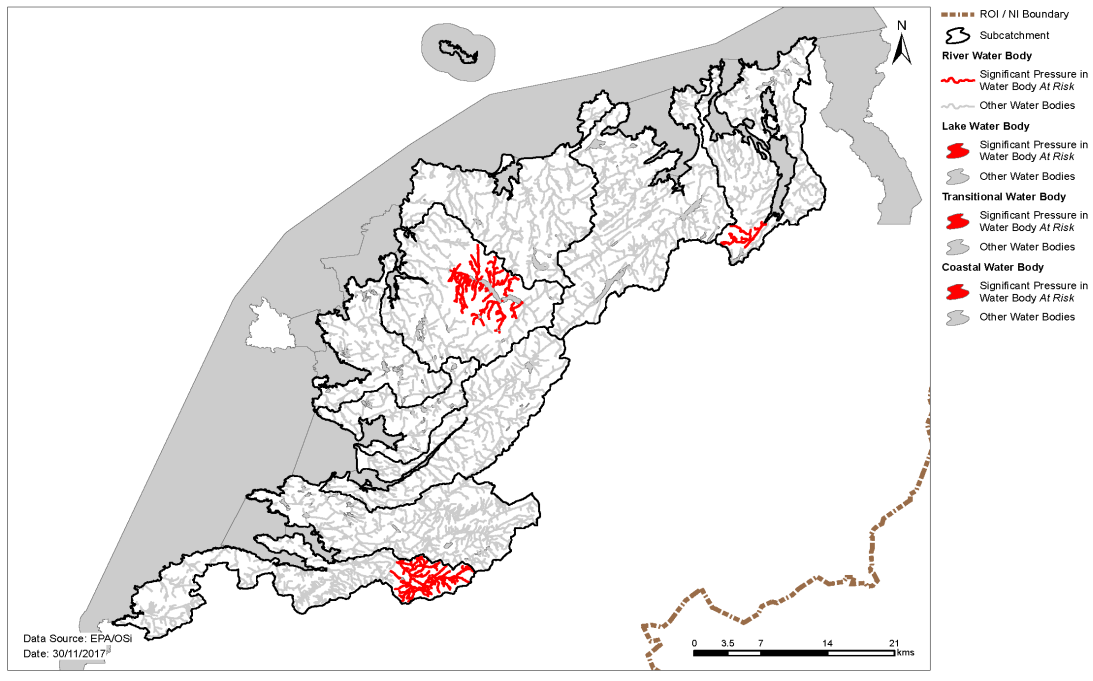 ROI / NI Boundary
Subcatchment
River Water Body
Significant Pressure in
Water Body At Risk
Other Water Bodies
Lake Water Body
Significant Pressure in
Water Body At Risk
Other Water Bodies
Transitional Water Body
Significant Pressure in
Water Body At Risk
Other Water Bodies
Coastal Water Body
Significant Pressure in
Water Body At Risk
Other Water Bodies
N
Data Source: EPA/OSi
Date: 30/11/2017
0 3.5 7 14 21
kms